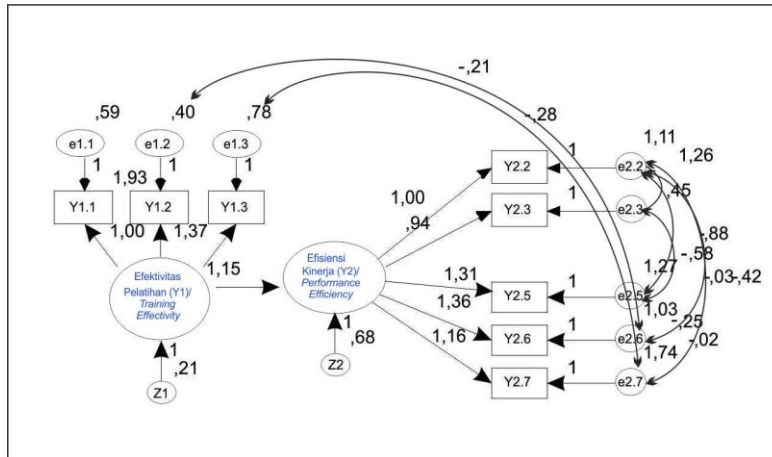 -,21
,59
,40
,78
-,28
e1.1
e1.2
e1.3
1,11
1
1
1
1
1,26
1,93
Y2.2
e2.2
Y1.1
Y1.2
Y1.3
1,00
,94
1
,45
Y2.3
e2.3
1,00
1,37
-,88
1,15
-,58
Efektivitas
Pelatihan (Y1)/
Training
Effectivity
Efisiensi
Kinerja (Y2)/
Performance
Efficiency
1,31
1
1,27
-,03
-,42
Y2.5
e2.5
1,36
1,03
-,25
1
,68
1,16
1
Y2.6
e2.6
1,74
-,02
1
,21
Z2
1
Y2.7
e2.7
Z1